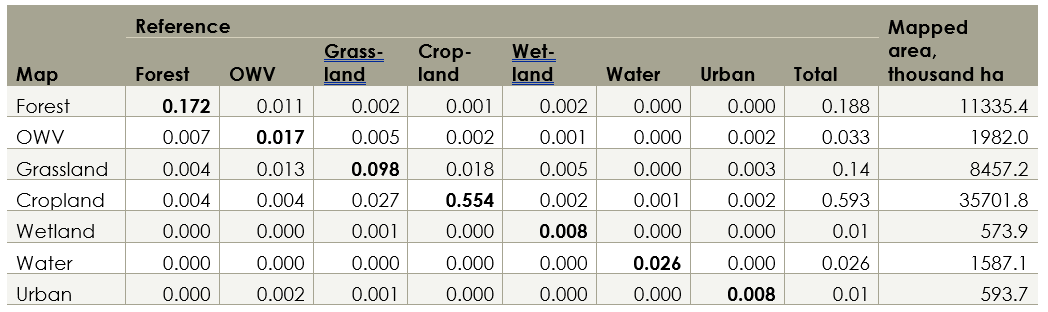 Reference
Map Forest OWV Grass-land Crop-land Wet-land Water Urban Total Mapped area, thousand ha
Forest 0.172 0.011 0.002 0.001 0.002 0.000 0.000 0.188 11335.4
OWV 0.007 0.017 0.005 0.002 0.001 0.000 0.002 0.033 1982.0
Grassland 0.004 0.013 0.098 0.018 0.005 0.000 0.003 0.14 8457.2
Cropland 0.004 0.004 0.027 0.554 0.002 0.001 0.002 0.593 35701.8
Wetland 0.000 0.000 0.001 0.000 0.008 0.000 0.000 0.01 573.9
Water 0.000 0.000 0.000 0.000 0.000 0.026 0.000 0.026 1587.1
Urban 0.000 0.002 0.001 0.000 0.000 0.000 0.008 0.01 593.7